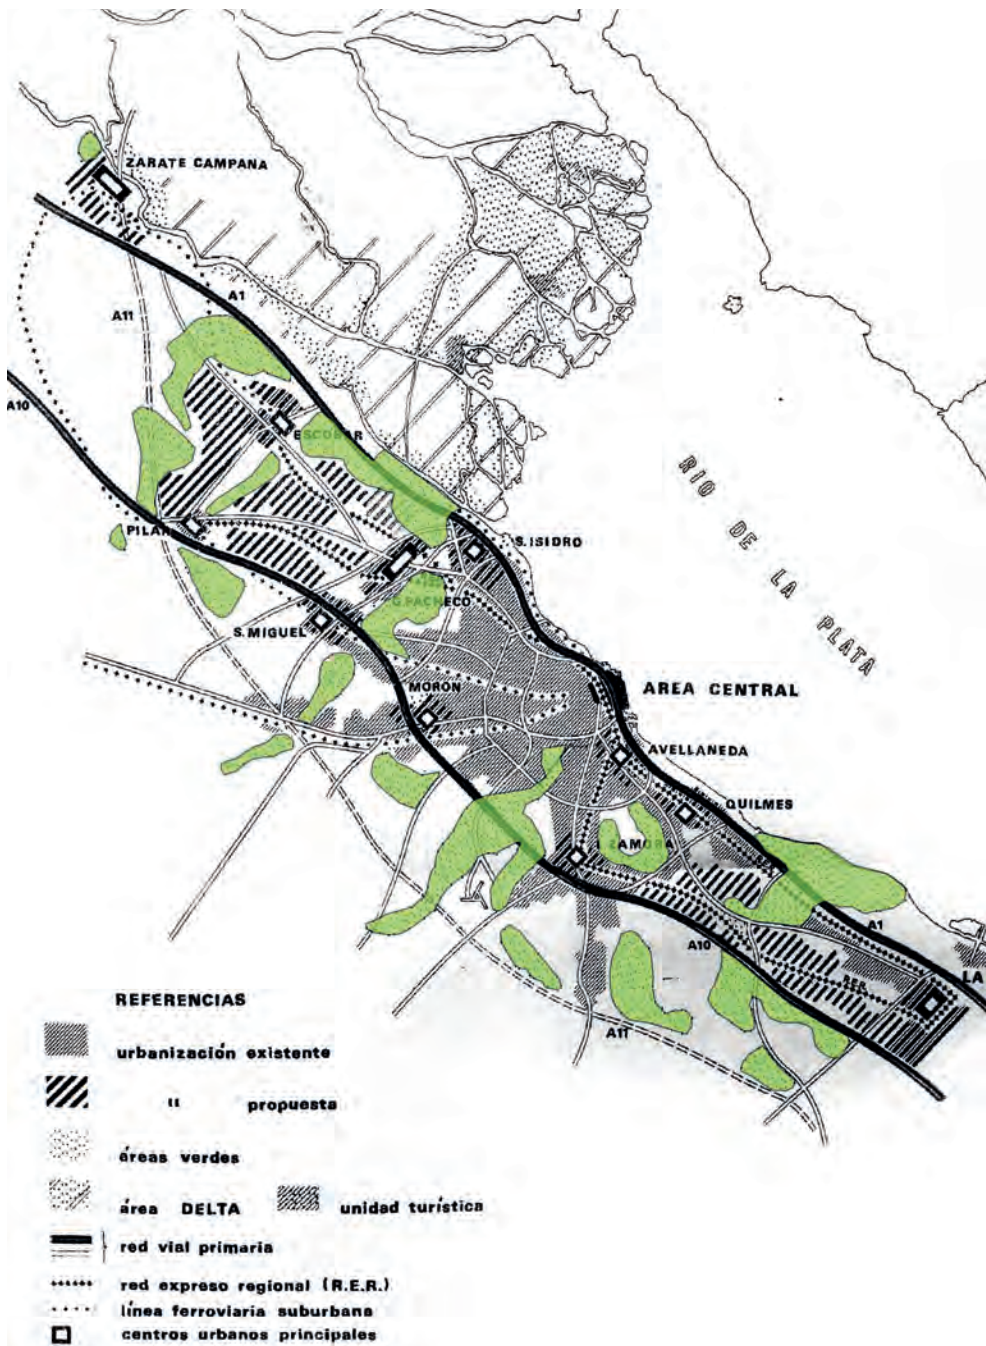 ZARATE CAMPANA
A1
A11
A10
ESCOBAR
PILAR
S.ISIDRO
G.PACHECO
S.MIGUEL
RIO DE LA PLATA
MORON
AREA CENTRAL
AVELLANEDA
QUILMES
ZAMORA
A1
A10
RER
LA
A11
REFERENCIAS
urbanización existente
" propuesta
áreas verdes
área DELTA
unidad turística
red vial primaria
red expreso regional (R.E.R.)
línea ferroviaria suburbana
centros urbanos principales